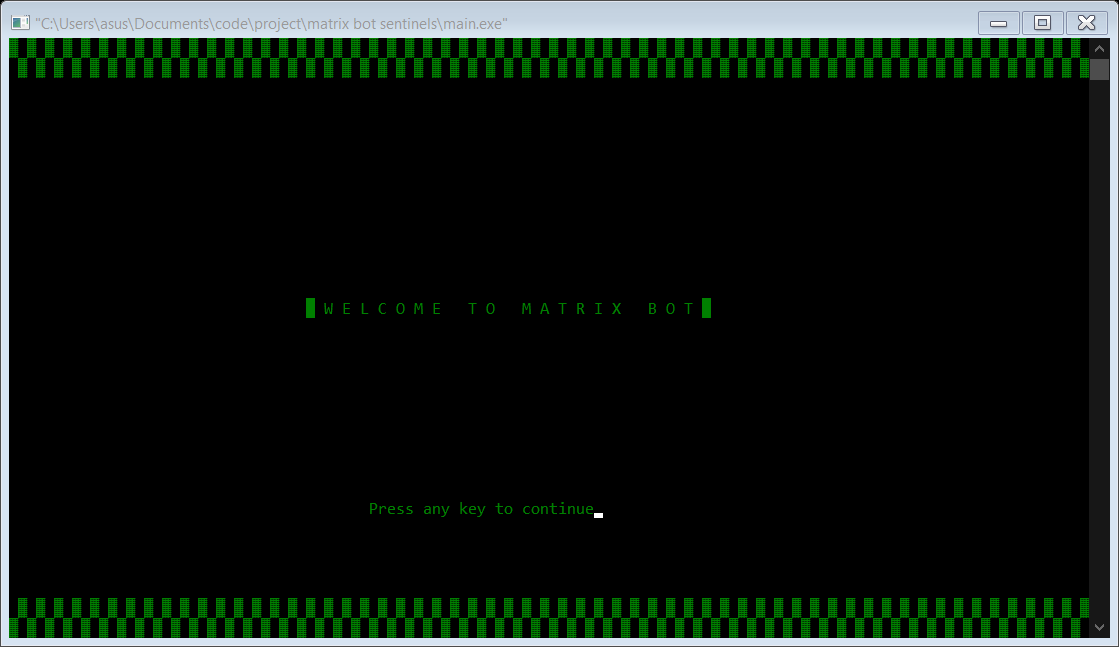 "C:\Users\asus\Documents\code\project\matrix bot sentinels\main.exe"
W E L C O M E   T O   M A T R I X   B O T
Press any key to continue